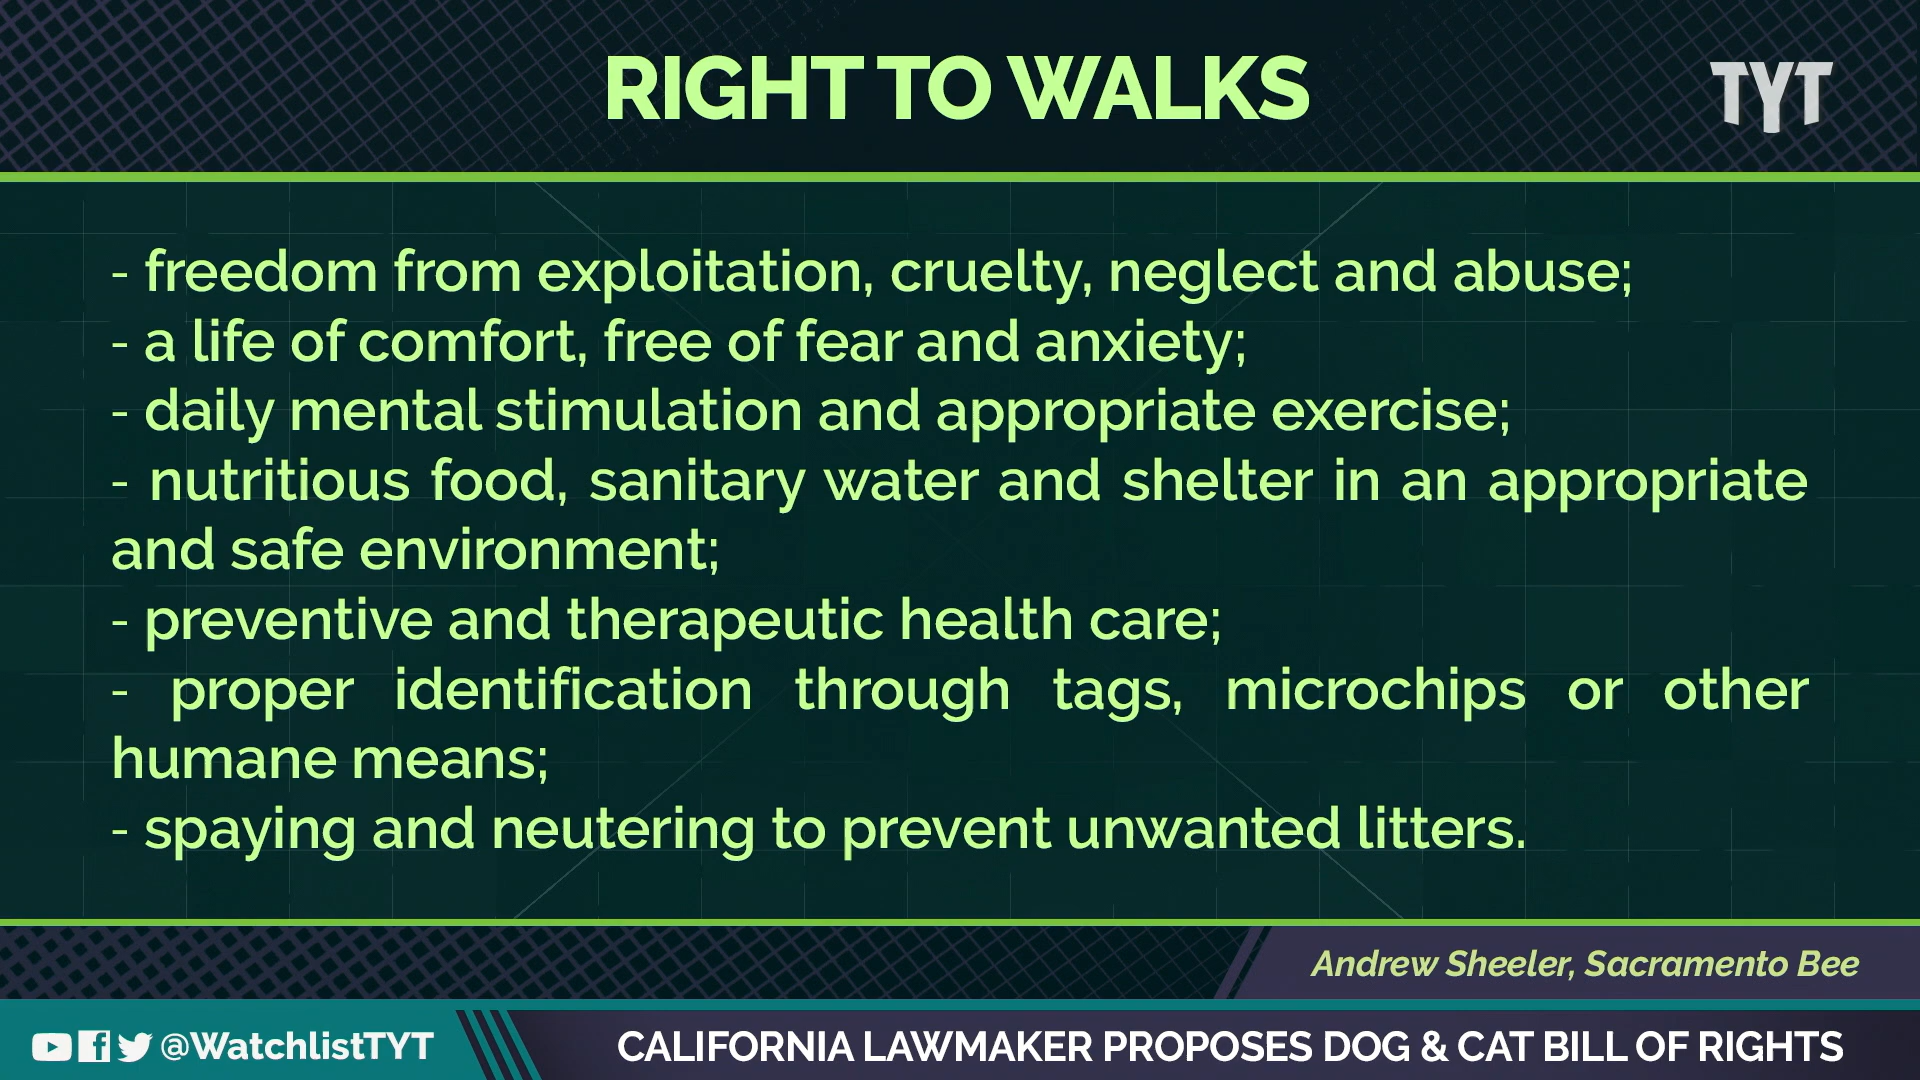 RIGHT TO WALKS
TYT
- freedom from exploitation, cruelty, neglect and abuse;
- a life of comfort, free of fear and anxiety;
- daily mental stimulation and appropriate exercise;
- nutritious food, sanitary water and shelter in an appropriate
and safe environment;
- preventive and therapeutic health care;
- proper identification through tags, microchips or other
humane means;
- spaying and neutering to prevent unwanted litters.
Andrew Sheeler, Sacramento Bee
@WatchlistTYT
CALIFORNIA LAWMAKER PROPOSES DOG & CAT BILL OF RIGHTS